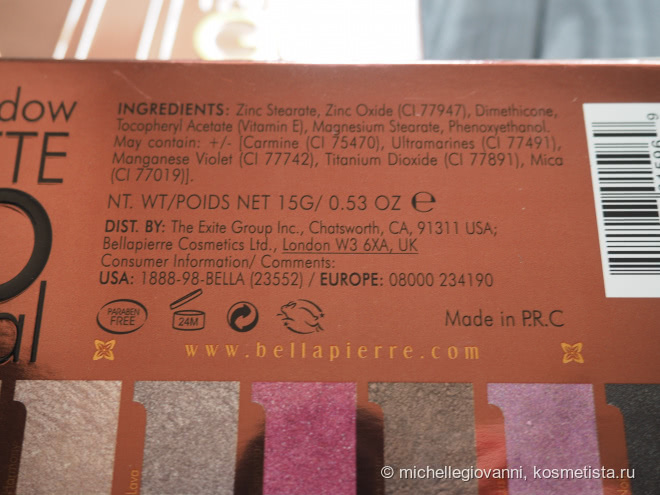 dow
INGREDIENTS: Zinc Stearate, Zinc Oxide (CI 77947), Dimethicone,
TTE
Tocopheryl Acetate (Vitamin E), Magnesium Stearate, Phenoxyethanol.
May contain: +/- [Carmine (CI 75470), Ultramarines (CI 77491),
Manganese Violet (CI 77742), Titanium Dioxide (CI 77891), Mica
(CI 77019)].
NT. WT/POIDS NET 15G/ 0.53 OZ e
DIST. BY: The Exite Group Inc., Chatsworth, CA, 91311 USA;
Bellapierre Cosmetics Ltd., London W3 6XA, UK
Consumer Information/ Comments:
USA: 1888-98-BELLA (23552) / EUROPE: 08000 234190
al
PARABEN
FREE
24M
Made in P.R.C
www.bellapierre.com
Lava
© michellegiovanni, kosmetista.ru